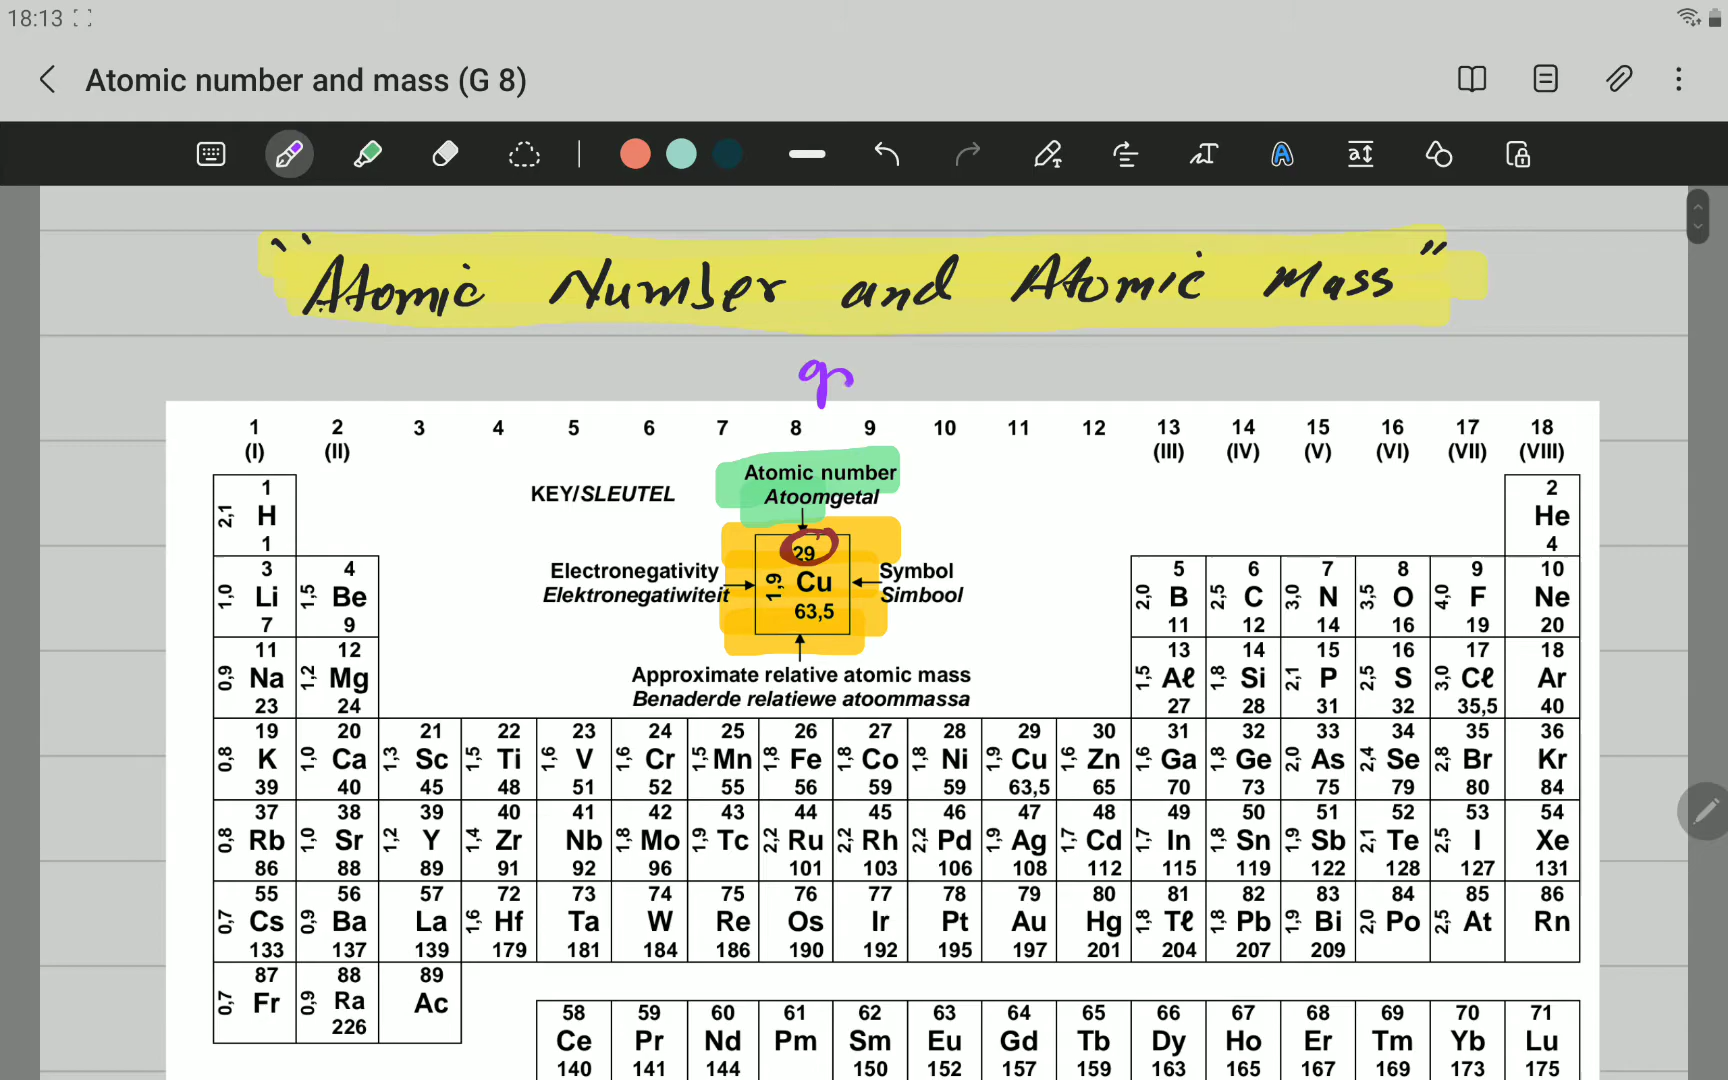 18:13
Atomic number and mass (G 8)
"Atomic Number and Atomic Mass"
1 2 3 4 5 6 7 8 9 10 11 12 13 14 15 16 17 18
(I) (II) (III) (IV) (V) (VI) (VII) (VIII)
KEY/SLEUTEL
Atomic number
Atoomgetal
29
1,9 Cu
63,5
Electronegativity
Elektronegatiwiteit
Symbol
Simbool
Approximate relative atomic mass
Benaderde relatiewe atoommassa
1 2
2,1 H He
1 4
3 4 5 6 7 8 9 10
1,0 Li 1,5 Be 2,0 B 2,5 C 3,0 N 3,5 O 4,0 F Ne
7 9 11 12 14 16 19 20
11 12 13 14 15 16 17 18
0,9 Na 1,2 Mg 1,5 Aℓ 1,8 Si 2,1 P 2,5 S 3,0 Cℓ Ar
23 24 27 28 31 32 35,5 40
19 20 21 22 23 24 25 26 27 28 29 30 31 32 33 34 35 36
0,8 K 1,0 Ca 1,3 Sc 1,5 Ti 1,6 V 1,6 Cr 1,5 Mn 1,8 Fe 1,8 Co 1,8 Ni 1,9 Cu 1,6 Zn 1,6 Ga 1,8 Ge 2,0 As 2,4 Se 2,8 Br Kr
39 40 45 48 51 52 55 56 59 59 63,5 65 70 73 75 79 80 84
37 38 39 40 41 42 43 44 45 46 47 48 49 50 51 52 53 54
0,8 Rb 1,0 Sr 1,2 Y 1,4 Zr Nb 1,8 Mo 1,9 Tc 2,2 Ru 2,2 Rh 2,2 Pd 1,9 Ag 1,7 Cd 1,7 In 1,8 Sn 1,9 Sb 2,1 Te 2,5 I Xe
86 88 89 91 92 96 101 103 106 108 112 115 119 122 128 127 131
55 56 57 72 73 74 75 76 77 78 79 80 81 82 83 84 85 86
0,7 Cs 0,9 Ba La 1,6 Hf Ta W Re Os Ir Pt Au Hg 1,8 Tℓ 1,8 Pb 1,9 Bi 2,0 Po 2,5 At Rn
133 137 139 179 181 184 186 190 192 195 197 201 204 207 209
87 88 89
0,7 Fr 0,9 Ra Ac
226
58 59 60 61 62 63 64 65 66 67 68 69 70 71
Ce Pr Nd Pm Sm Eu Gd Tb Dy Ho Er Tm Yb Lu
140 141 144 150 152 157 159 163 165 167 169 173 175